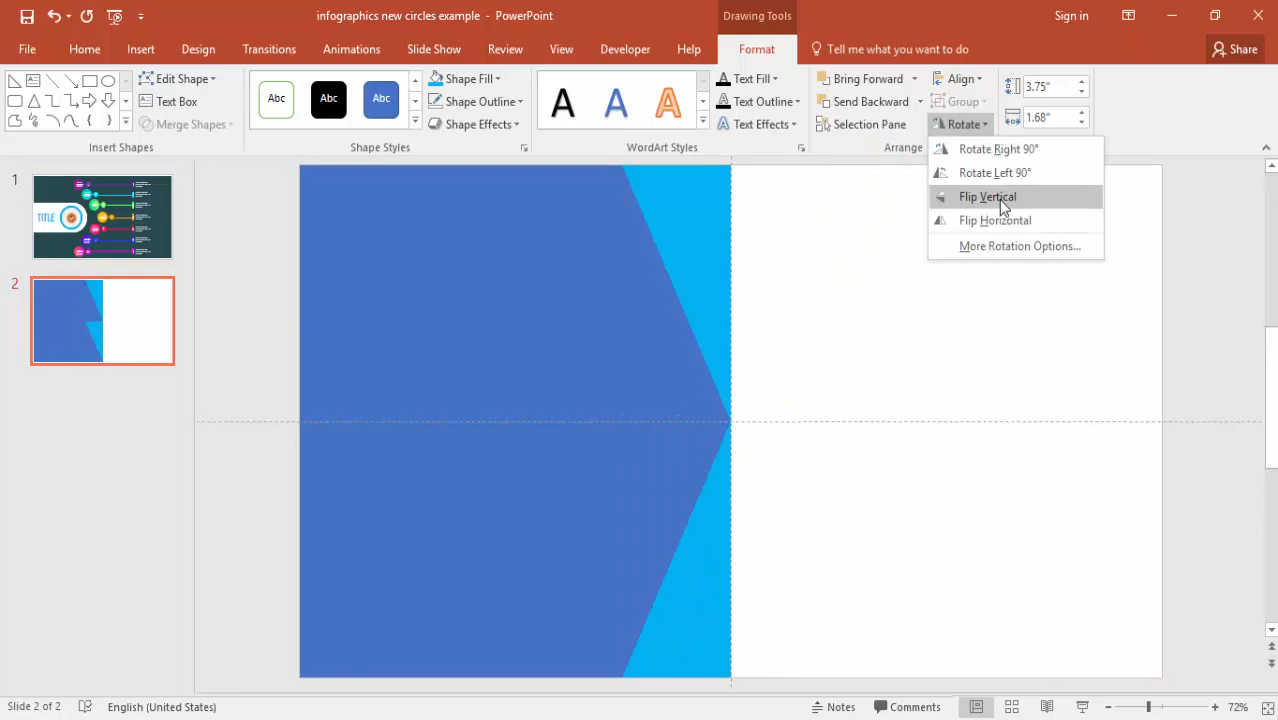 infographics new circles example - PowerPoint
Drawing Tools
Sign in
File Home Insert Design Transitions Animations Slide Show Review View Developer Help Format Tell me what you want to do Share
Edit Shape
Text Box
Merge Shapes
Insert Shapes
Abc Abc Abc
Shape Fill
Shape Outline
Shape Effects
Shape Styles
A A A
Text Fill
Text Outline
Text Effects
WordArt Styles
Bring Forward
Send Backward
Selection Pane
Align
Group
Rotate
Arrange
3.75"
1.68"
Rotate Right 90°
Rotate Left 90°
Flip Vertical
Flip Horizontal
More Rotation Options...
1
TITLE
2
Slide 2 of 2
English (United States)
Notes
Comments
72%